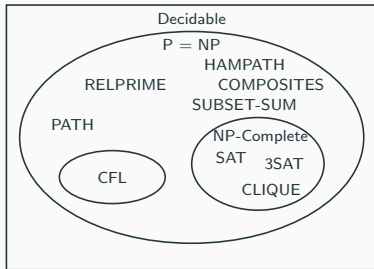 Decidable
P = NP
HAMPATH
RELPRIME COMPOSITES
SUBSET-SUM
PATH
NP-Complete
SAT 3SAT
CFL
CLIQUE